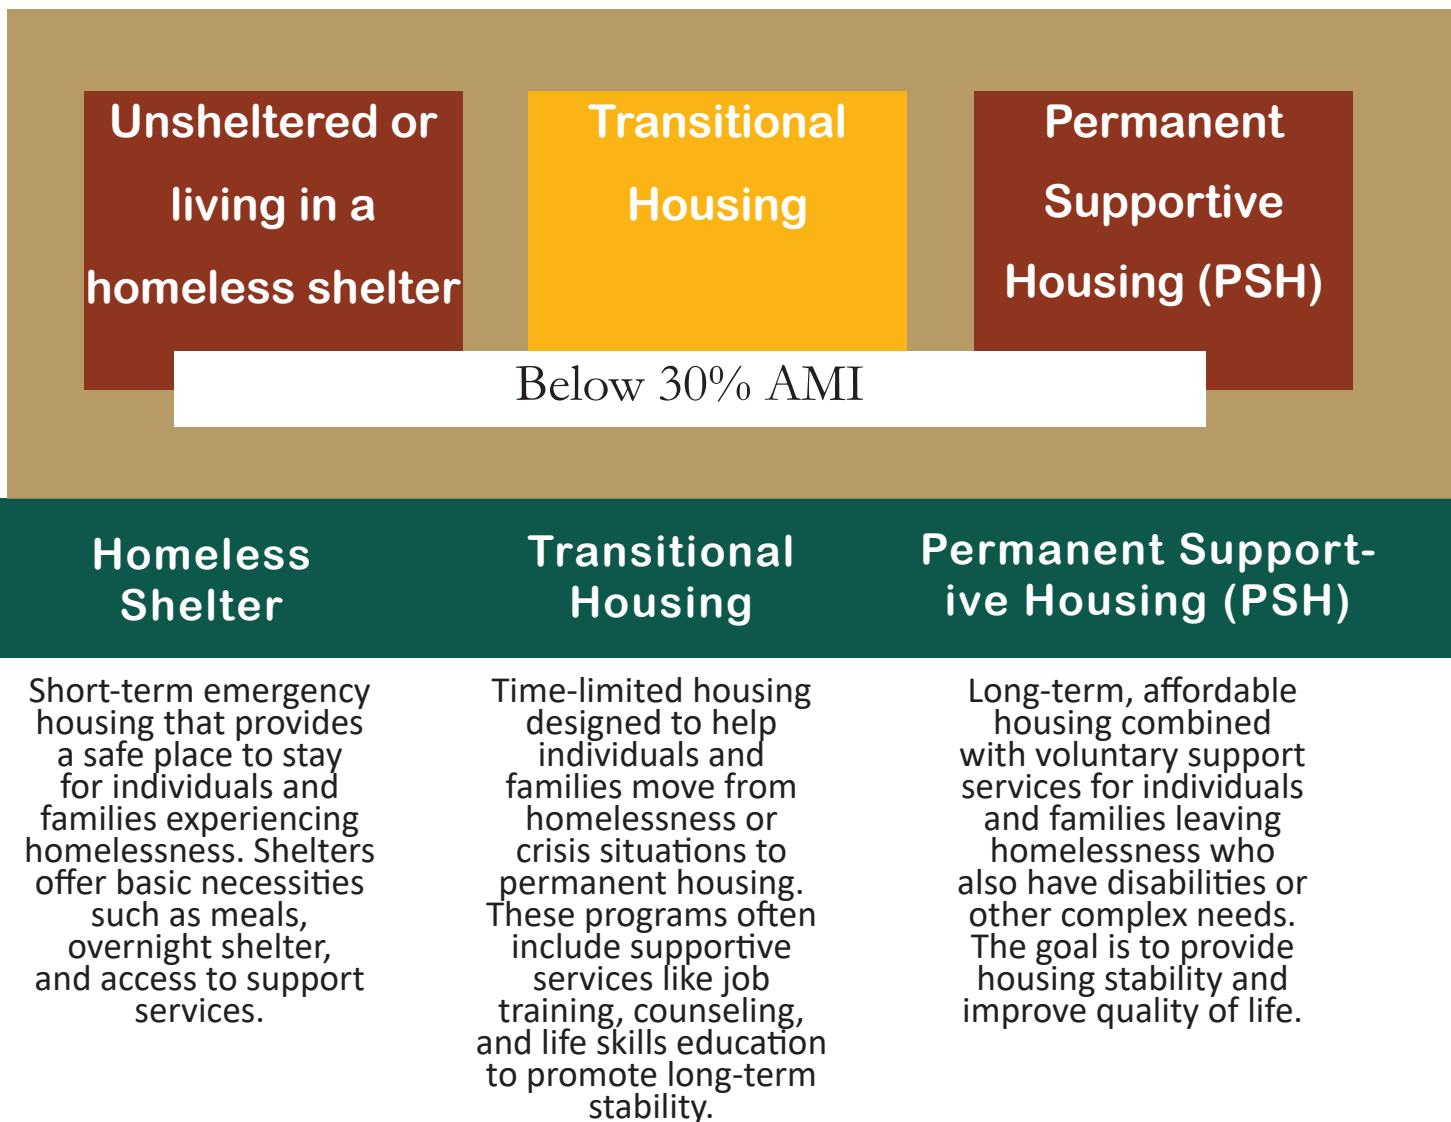 Unsheltered or
living in a
homeless shelter
Transitional
Housing
Permanent
Supportive
Housing (PSH)
Below 30% AMI
Homeless
Shelter
Transitional
Housing
Permanent Support-
ive Housing (PSH)
Short-term emergency
housing that provides
a safe place to stay
for individuals and
families experiencing
homelessness. Shelters
offer basic necessities
such as meals,
overnight shelter,
and access to support
services.
Time-limited housing
designed to help
individuals and
families move from
homelessness or
crisis situations to
permanent housing.
These programs often
include supportive
services like job
training, counseling,
and life skills education
to promote long-term
stability.
Long-term, affordable
housing combined
with voluntary support
services for individuals
and families leaving
homelessness who
also have disabilities or
other complex needs.
The goal is to provide
housing stability and
improve quality of life.